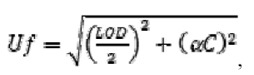 Uf = √((LOD/2)² + (αC)²),